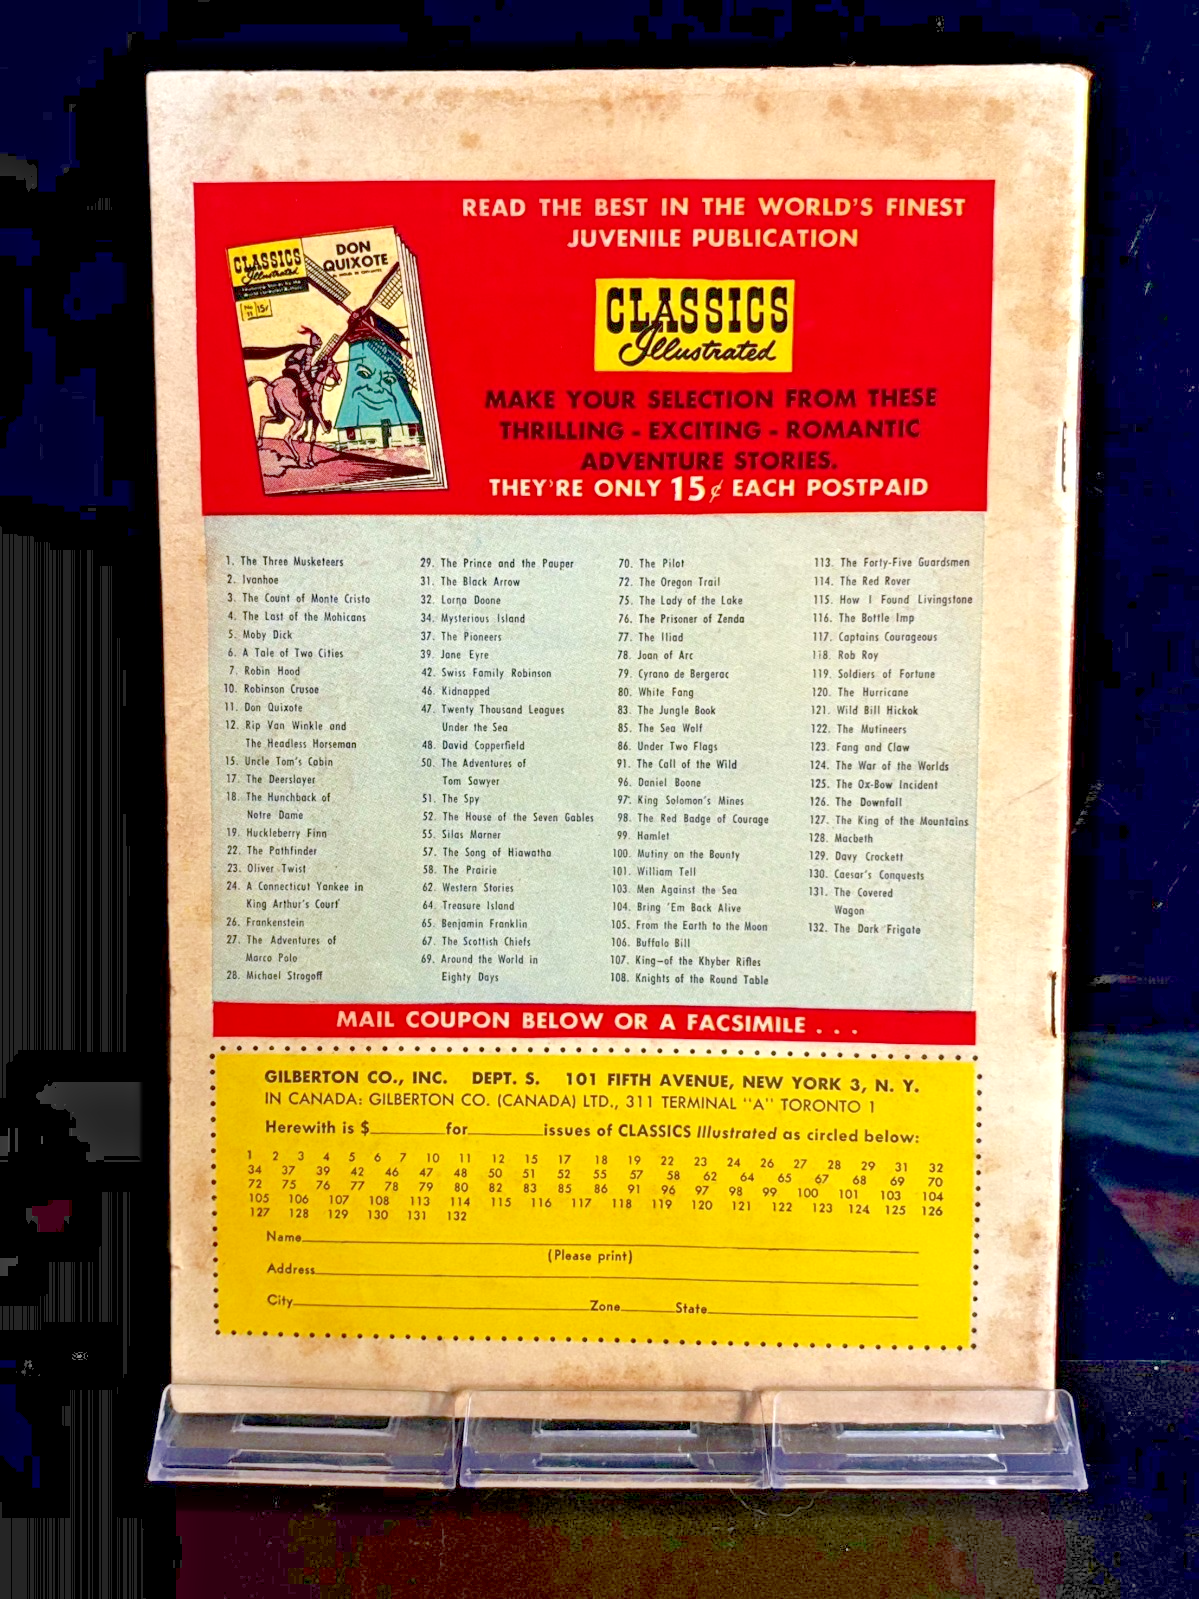 READ THE BEST IN THE WORLD'S FINEST
JUVENILE PUBLICATION
CLASSICS
Illustrated
DON
QUIXOTE
CLASSICS
Illustrated
15¢
MAKE YOUR SELECTION FROM THESE
THRILLING - EXCITING - ROMANTIC
ADVENTURE STORIES.
THEY'RE ONLY 15¢ EACH POSTPAID
1. The Three Musketeers
2. Ivanhoe
3. The Count of Monte Cristo
4. The Last of the Mohicans
5. Moby Dick
6. A Tale of Two Cities
7. Robin Hood
10. Robinson Crusoe
11. Don Quixote
12. Rip Van Winkle and
The Headless Horseman
15. Uncle Tom's Cabin
17. The Deerslayer
18. The Hunchback of
Notre Dame
19. Huckleberry Finn
22. The Pathfinder
23. Oliver Twist
24. A Connecticut Yankee in
King Arthur's Court
26. Frankenstein
27. The Adventures of
Marco Polo
28. Michael Strogoff
29. The Prince and the Pauper
31. The Black Arrow
32. Lorna Doone
34. Mysterious Island
37. The Pioneers
39. Jane Eyre
42. Swiss Family Robinson
46. Kidnapped
47. Twenty Thousand Leagues
Under the Sea
48. David Copperfield
50. The Adventures of
Tom Sawyer
51. The Spy
52. The House of the Seven Gables
55. Silas Marner
57. The Song of Hiawatha
58. The Prairie
62. Western Stories
64. Treasure Island
65. Benjamin Franklin
67. The Scottish Chiefs
69. Around the World in
Eighty Days
70. The Pilot
72. The Oregon Trail
75. The Lady of the Lake
76. The Prisoner of Zenda
77. The Iliad
78. Joan of Arc
79. Cyrano de Bergerac
80. White Fang
83. The Jungle Book
85. The Sea Wolf
86. Under Two Flags
91. The Call of the Wild
96. Daniel Boone
97. King Solomon's Mines
98. The Red Badge of Courage
99. Hamlet
100. Mutiny on the Bounty
101. William Tell
103. Men Against the Sea
104. Bring 'Em Back Alive
105. From the Earth to the Moon
106. Buffalo Bill
107. King—of the Khyber Rifles
108. Knights of the Round Table
113. The Forty-Five Guardsmen
114. The Red Rover
115. How I Found Livingstone
116. The Bottle Imp
117. Captains Courageous
118. Rob Roy
119. Soldiers of Fortune
120. The Hurricane
121. Wild Bill Hickok
122. The Mutineers
123. Fang and Claw
124. The War of the Worlds
125. The Ox-Bow Incident
126. The Downfall
127. The King of the Mountains
128. Macbeth
129. Davy Crockett
130. Caesar's Conquests
131. The Covered
Wagon
132. The Dark Frigate
MAIL COUPON BELOW OR A FACSIMILE . . .
GILBERTON CO., INC. DEPT. S. 101 FIFTH AVENUE, NEW YORK 3, N. Y.
IN CANADA: GILBERTON CO. (CANADA) LTD., 311 TERMINAL "A" TORONTO 1
Herewith is $ for issues of CLASSICS Illustrated as circled below:
1 2 3 4 5 6 7 10 11 12 15 17 18 19 22 23 24 26 27 28 29 31 32
34 37 39 42 46 47 48 50 51 52 55 57 58 62 64 65 67 68 69 70
72 75 76 77 78 79 80 82 83 85 86 91 96 97 98 99 100 101 103 104
105 106 107 108 113 114 115 116 117 118 119 120 121 122 123 124 125 126
127 128 129 130 131 132
Name
(Please print)
Address
City Zone State